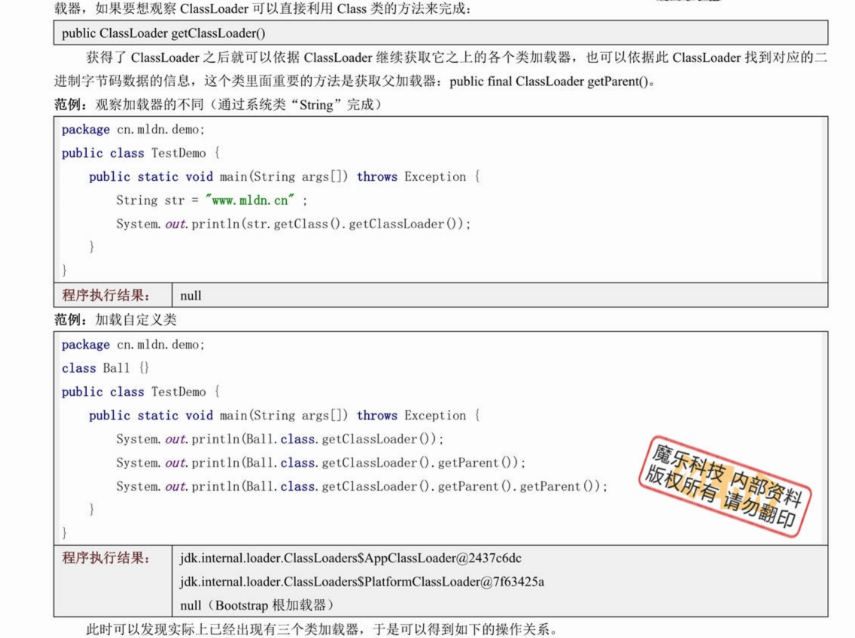 载器，如果要想观察 ClassLoader 可以直接利用 Class 类的方法来完成：
public ClassLoader getClassLoader()
获得了 ClassLoader 之后就可以依据 ClassLoader 继续获取它之上的各个类加载器，也可以依据此 ClassLoader 找到对应的二
进制字节码数据的信息，这个类里面重要的方法是获取父加载器：public final ClassLoader getParent()。
范例：观察加载器的不同（通过系统类“String”完成）
package cn.mldn.demo;
public class TestDemo {
public static void main(String args[]) throws Exception {
String str = "www.mldn.cn" ;
System.out.println(str.getClass().getClassLoader());
}
}
程序执行结果： null
范例：加载自定义类
package cn.mldn.demo;
class Ball {}
public class TestDemo {
public static void main(String args[]) throws Exception {
System.out.println(Ball.class.getClassLoader());
System.out.println(Ball.class.getClassLoader().getParent());
System.out.println(Ball.class.getClassLoader().getParent().getParent());
}
}
魔乐科技 内部资料
版权所有 请勿翻印
程序执行结果： jdk.internal.loader.ClassLoaders$AppClassLoader@2437c6dc
jdk.internal.loader.ClassLoaders$PlatformClassLoader@7f63425a
null（Bootstrap 根加载器）
此时可以发现实际上已经出现有三个类加载器，于是可以得到如下的操作关系。